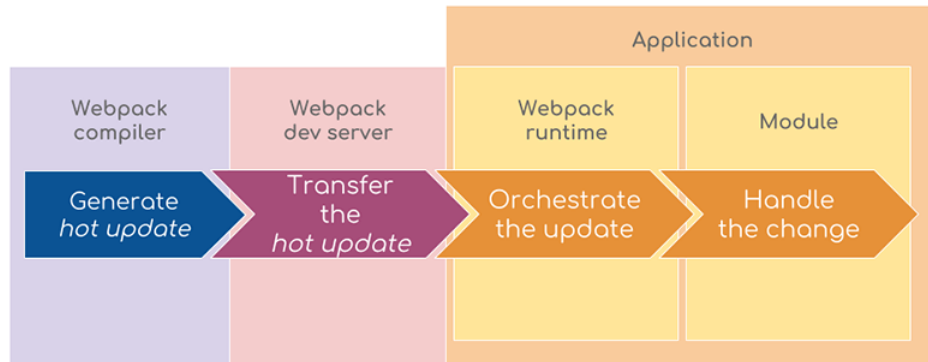 Application
Webpack
compiler
Webpack
dev server
Webpack
runtime
Module
Generate
hot update
Transfer
the
hot update
Orchestrate
the update
Handle
the change